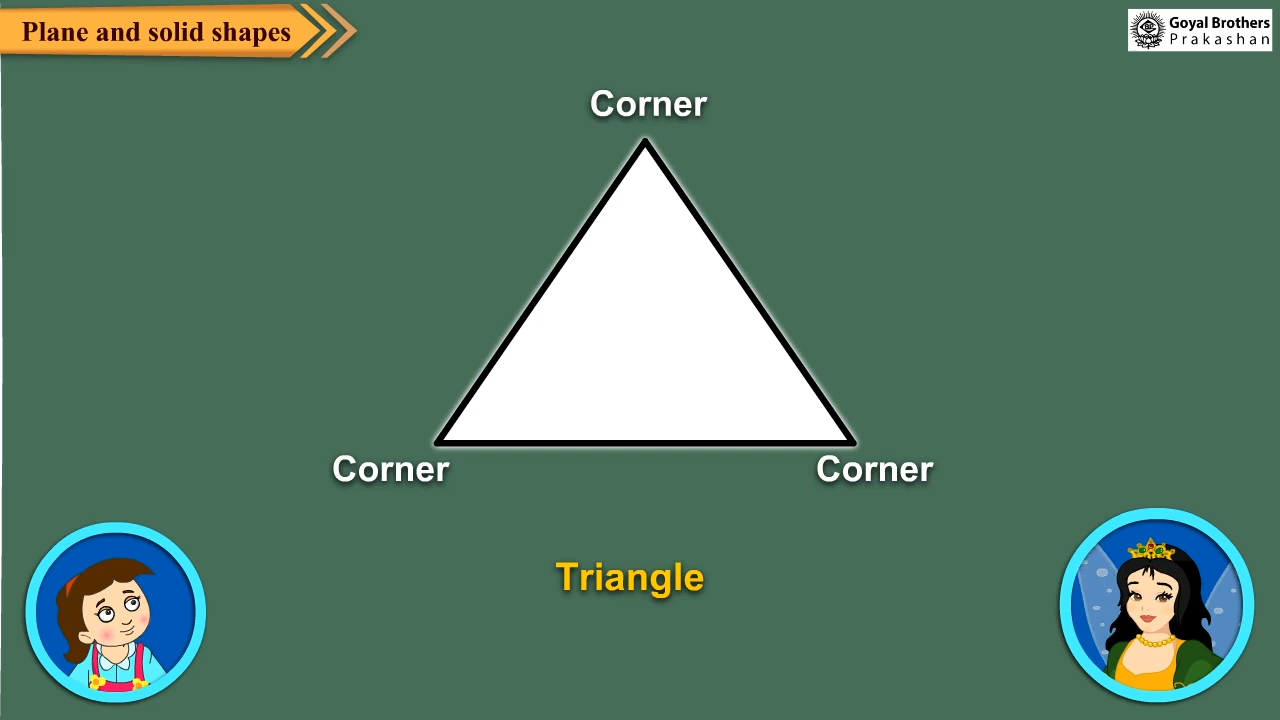 Plane and solid shapes
Goyal Brothers
Prakashan
Corner
Corner
Corner
Triangle